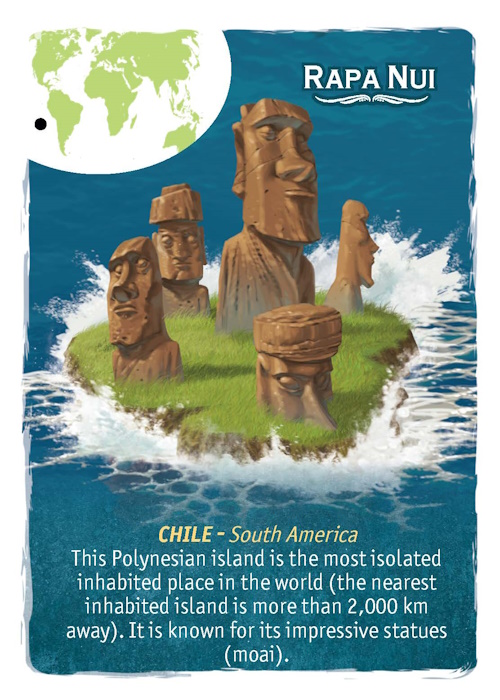 RAPA NUI
CHILE - South America
This Polynesian island is the most isolated
inhabited place in the world (the nearest
inhabited island is more than 2,000 km
away). It is known for its impressive statues
(moai).